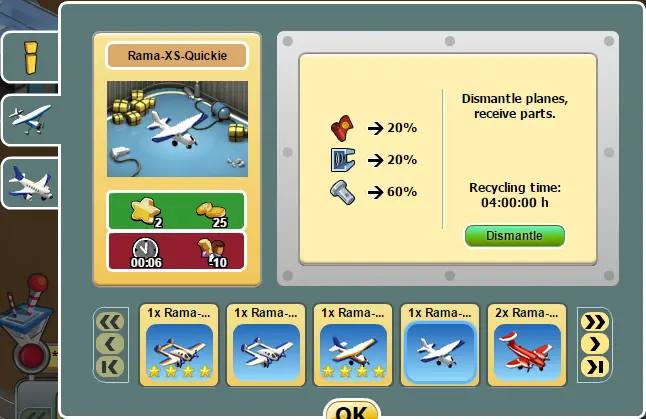 Rama-XS-Quickie
2
25
00:06
-10
20%
20%
60%
Dismantle planes,
receive parts.
Recycling time:
04:00:00 h
Dismantle
1x Rama-...
1x Rama-...
1x Rama-...
1x Rama-...
2x Rama-...
OK